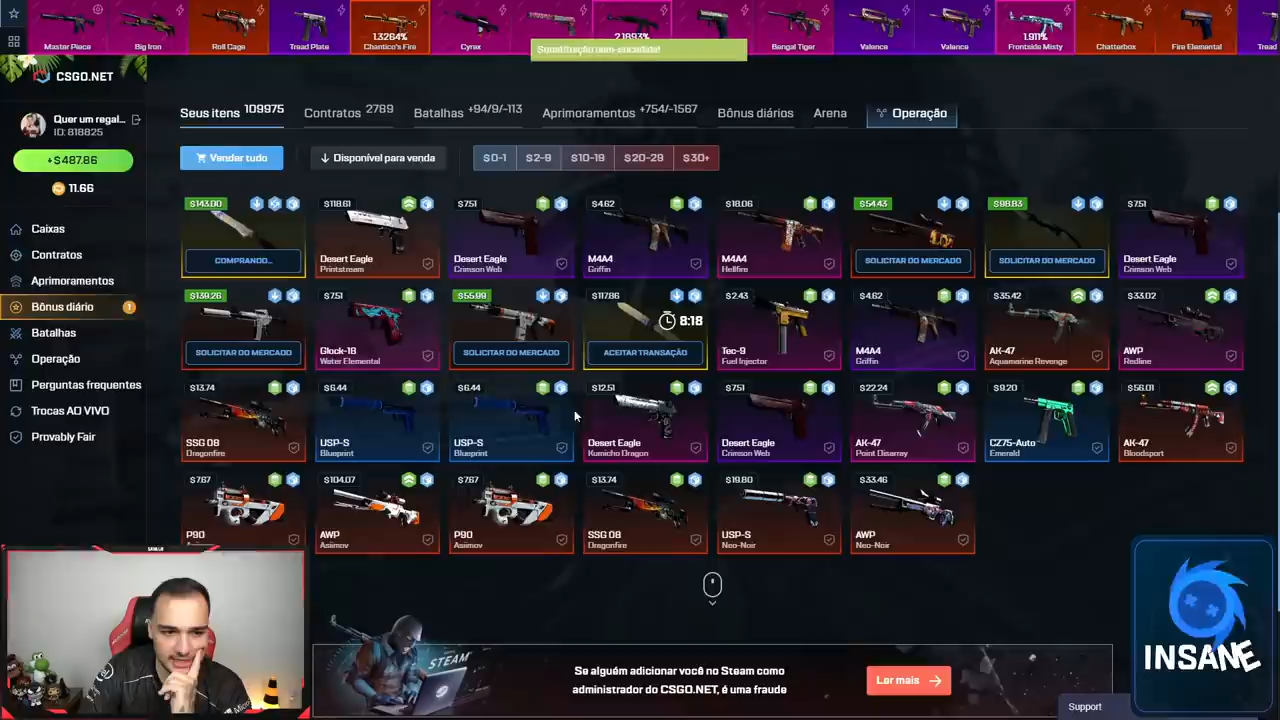 Master Piece
Big Iron
Roll Cage
Tread Plate
1.3264%
Chantico's Fire
Cyrex
2.1893%
Bengal Tiger
Valence
Valence
1.911%
Frontside Misty
Chatterbox
Fire Elemental
Tread
Substituição bem-sucedida!
CSGO.NET
Quer um regal...
ID: 818825
+$487.86
11.66
Caixas
Contratos
Aprimoramentos
Bônus diário 1
Batalhas
Operação
Perguntas frequentes
Trocas AO VIVO
Provably Fair
Seus itens 109975
Contratos 2789
Batalhas +94/9/-113
Aprimoramentos +754/-1567
Bônus diários
Arena
Operação
Vender tudo
Disponível para venda
$0-1
$2-9
$10-19
$20-29
$30+
$143.00
COMPRANDO...
$118.61
Desert Eagle
Printstream
$7.51
Desert Eagle
Crimson Web
$4.62
M4A4
Griffin
$18.06
M4A4
Hellfire
$54.43
SOLICITAR DO MERCADO
$98.83
SOLICITAR DO MERCADO
$7.51
Desert Eagle
Crimson Web
$139.26
SOLICITAR DO MERCADO
$7.51
Glock-18
Water Elemental
$55.99
SOLICITAR DO MERCADO
$117.86
8:18
ACEITAR TRANSAÇÃO
$2.43
Tec-9
Fuel Injector
$4.62
M4A4
Griffin
$35.42
AK-47
Aquamarine Revenge
$33.02
AWP
Redline
$13.74
SSG 08
Dragonfire
$6.44
USP-S
Blueprint
$6.44
USP-S
Blueprint
$12.51
Desert Eagle
Kumicho Dragon
$7.51
Desert Eagle
Crimson Web
$22.24
AK-47
Point Disarray
$9.20
CZ75-Auto
Emerald
$56.01
AK-47
Bloodsport
$7.67
P90
$104.07
AWP
Asiimov
$7.67
P90
Asiimov
$13.74
SSG 08
Dragonfire
$19.80
USP-S
Neo-Noir
$33.46
AWP
Neo-Noir
STEAM
Se alguém adicionar você no Steam como
administrador do CSGO.NET, é uma fraude
Ler mais
INSANE
Support